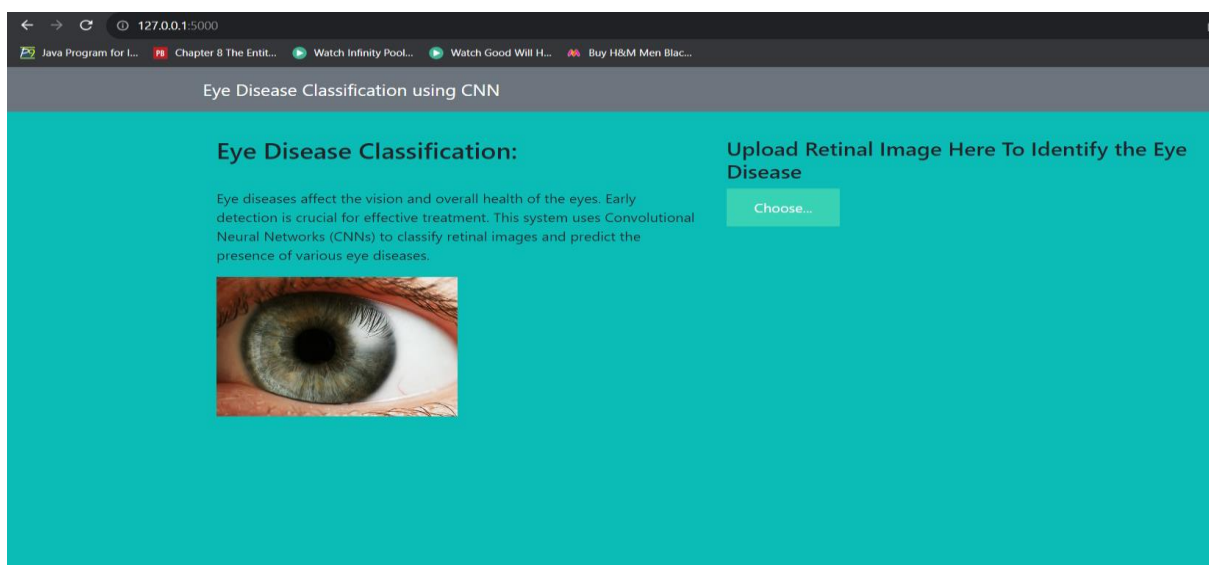 127.0.0.1:5000
Java Program for I... Chapter 8 The Entit... Watch Infinity Pool... Watch Good Will H... Buy H&M Men Blac...
Eye Disease Classification using CNN
Eye Disease Classification:
Eye diseases affect the vision and overall health of the eyes. Early
detection is crucial for effective treatment. This system uses Convolutional
Neural Networks (CNNs) to classify retinal images and predict the
presence of various eye diseases.
Upload Retinal Image Here To Identify the Eye
Disease
Choose...